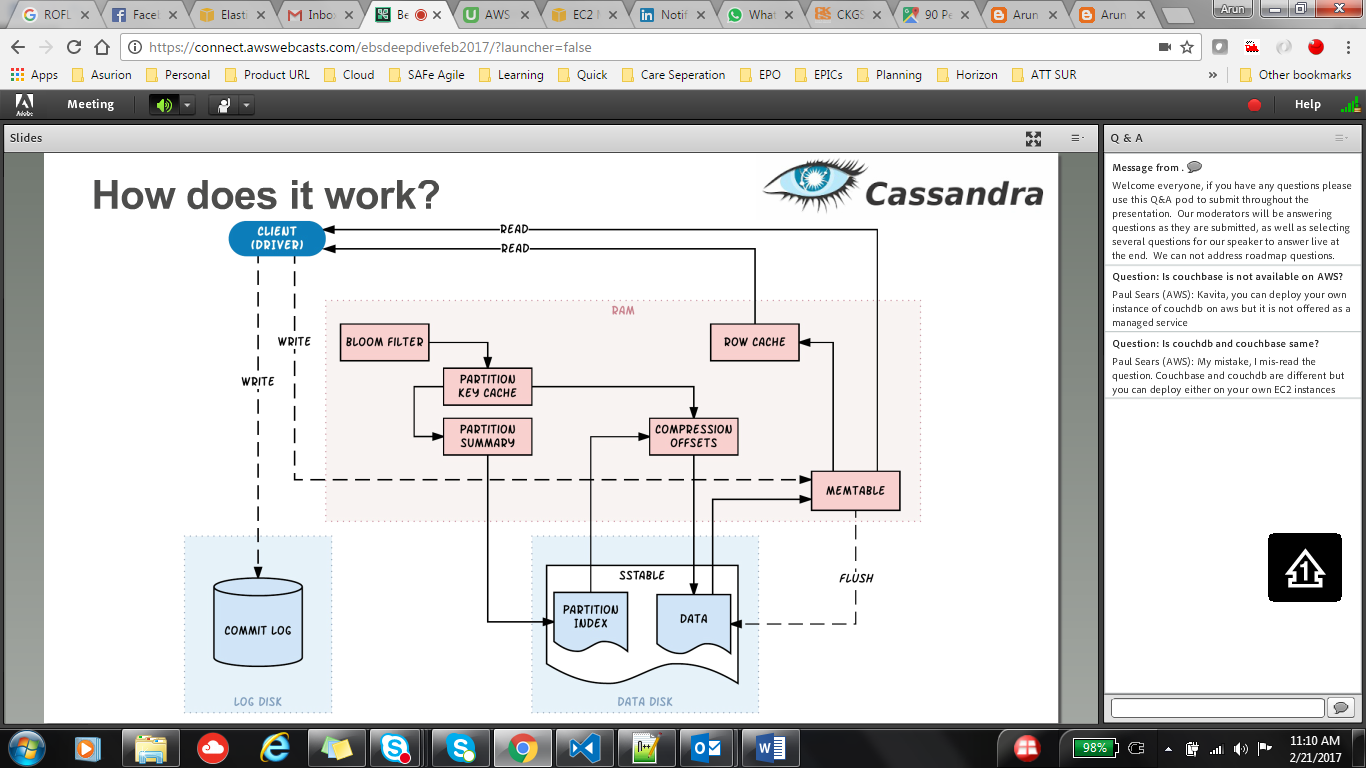 ROFL
Facel
Elasti
Inbo
Be
AWS
EC2 I
Notif
What
CKGS
90 Pe
Arun
Arun
Arun
https://connect.awswebcasts.com/ebsdeepdivefeb2017/?launcher=false
Apps
Asurion
Personal
Product URL
Cloud
SAFe Agile
Learning
Quick
Care Seperation
EPO
EPICs
Planning
Horizon
ATT SUR
»
Other bookmarks
Adobe
Meeting
Help
Slides
How does it work?
Cassandra
CLIENT
(DRIVER)
READ
READ
RAM
WRITE
WRITE
BLOOM FILTER
ROW CACHE
PARTITION
KEY CACHE
PARTITION
SUMMARY
COMPRESSION
OFFSETS
MEMTABLE
FLUSH
SSTABLE
PARTITION
INDEX
DATA
COMMIT LOG
LOG DISK
DATA DISK
Q & A
Message from .
Welcome everyone, if you have any questions please
use this Q&A pod to submit throughout the
presentation. Our moderators will be answering
questions as they are submitted, as well as selecting
several questions for our speaker to answer live at
the end. We can not address roadmap questions.
Question: Is couchbase is not available on AWS?
Paul Sears (AWS): Kavita, you can deploy your own
instance of couchdb on aws but it is not offered as a
managed service
Question: Is couchdb and couchbase same?
Paul Sears (AWS): My mistake, I mis-read the
question. Couchbase and couchdb are different but
you can deploy either on your own EC2 instances
1
98%
11:10 AM
2/21/2017